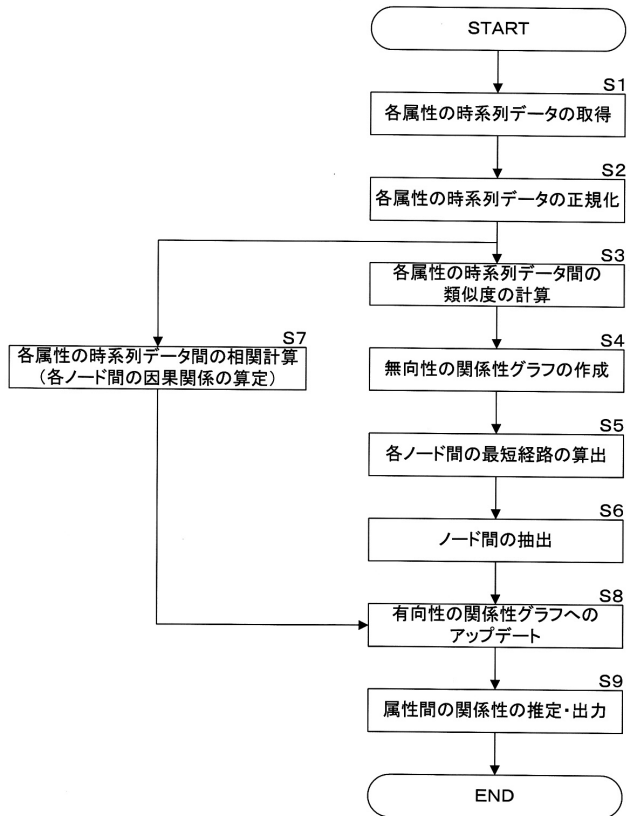 START
S1
各属性の時系列データの取得
S2
各属性の時系列データの正規化
S3
各属性の時系列データ間の
類似度の計算
S7
各属性の時系列データ間の相関計算
(各ノード間の因果関係の算定)
S4
無向性の関係性グラフの作成
S5
各ノード間の最短経路の算出
S6
ノード間の抽出
S8
有向性の関係性グラフへの
アップデート
S9
属性間の関係性の推定・出力
END